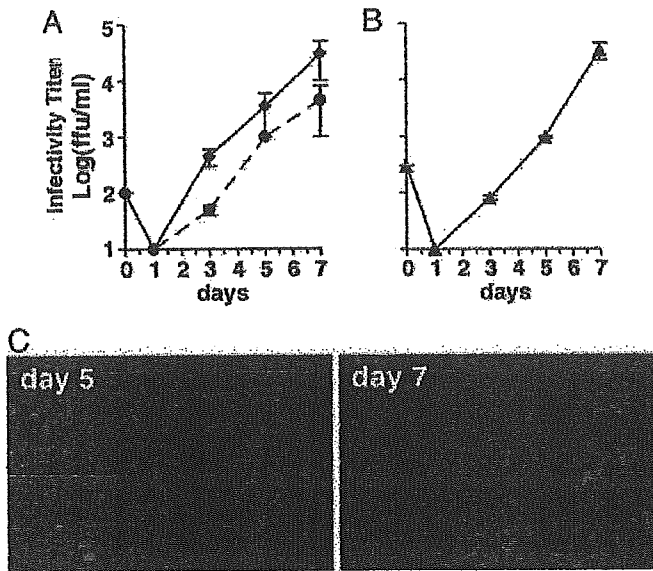 A
B
Infectivity Titer
Log(ffu/ml)
5
4
3
2
1
0 1 2 3 4 5 6 7
days
0 1 2 3 4 5 6 7
days
C
day 5
day 7